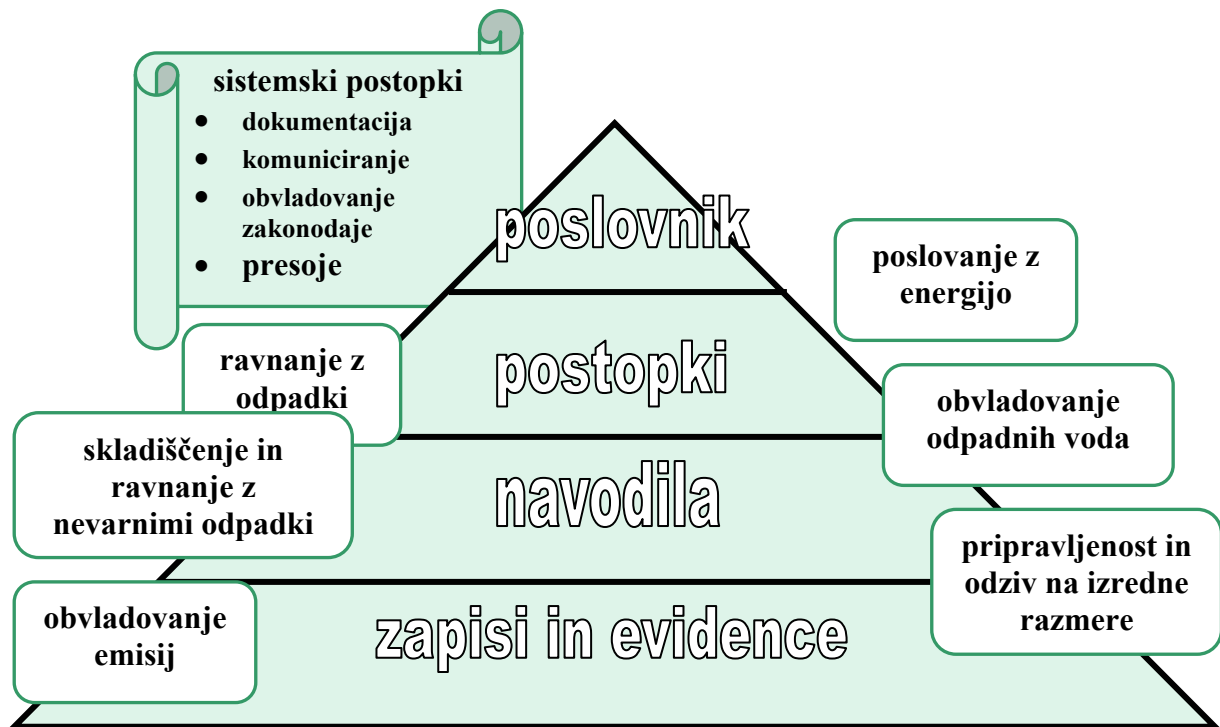 sistemski postopki
• dokumentacija
• komuniciranje
• obvladovanje
zakonodaje
• presoje
poslovnik
poslovanje z
energijo
ravnanje z
odpadki
postopki
obvladovanje
odpadnih voda
skladiščenje in
ravnanje z
nevarnimi odpadki
navodila
pripravljenost in
odziv na izredne
razmere
obvladovanje
emisij
zapisi in evidence